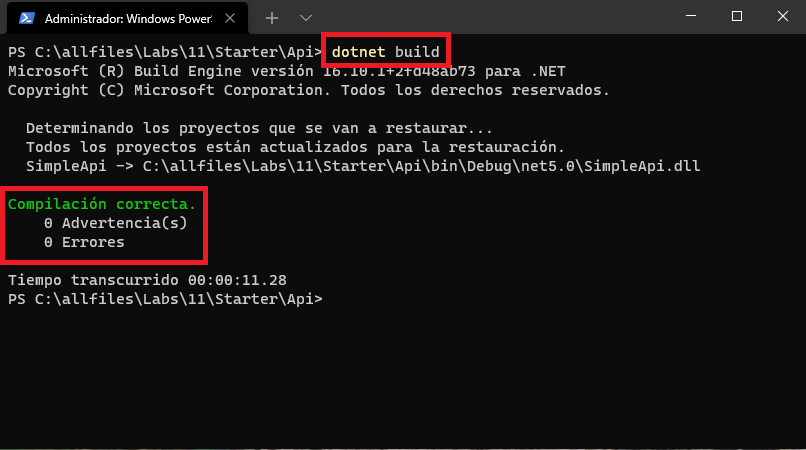 Administrador: Windows PowerS
PS C:\allfiles\Labs\11\Starter\Api> dotnet build
Microsoft (R) Build Engine versión 16.10.1+2fd48ab73 para .NET
Copyright (C) Microsoft Corporation. Todos los derechos reservados.
Determinando los proyectos que se van a restaurar...
Todos los proyectos están actualizados para la restauración.
SimpleApi -> C:\allfiles\Labs\11\Starter\Api\bin\Debug\net5.0\SimpleApi.dll
Compilación correcta.
0 Advertencia(s)
0 Errores
Tiempo transcurrido 00:00:11.28
PS C:\allfiles\Labs\11\Starter\Api>